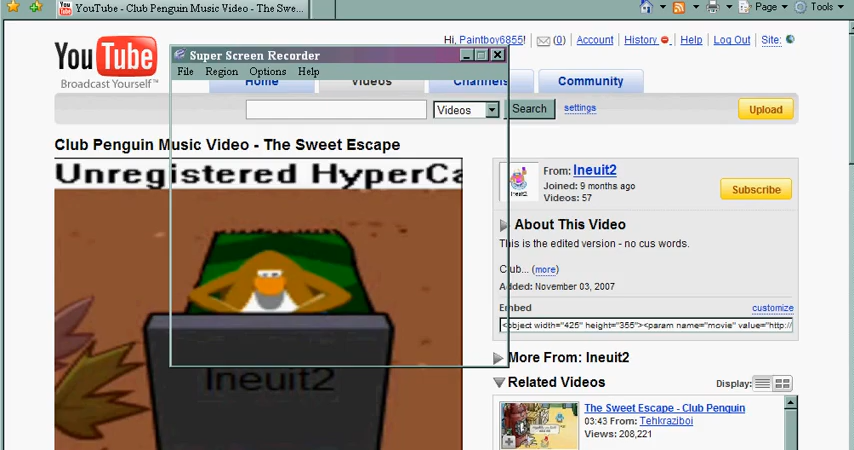 YouTube - Club Penguin Music Video - The Swe...
Page
Tools
Hi, Paintboy6855!
(0)
Account
History
Help
Log Out
Site:
You Tube
Broadcast Yourself™
Super Screen Recorder
File Region Options Help
Home
Videos
Channels
Community
Videos
Search
settings
Upload
Club Penguin Music Video - The Sweet Escape
Unregistered HyperCa
Ineuit2
From: Ineuit2
Joined: 9 months ago
Videos: 57
Subscribe
About This Video
This is the edited version - no cus words.
Club... (more)
Added: November 03, 2007
Embed
customize
<object width="425" height="355"><param name="movie" value="http://
More From: Ineuit2
Related Videos
Display:
The Sweet Escape - Club Penguin
03:43 From: Tehkraziboi
Views: 208,221